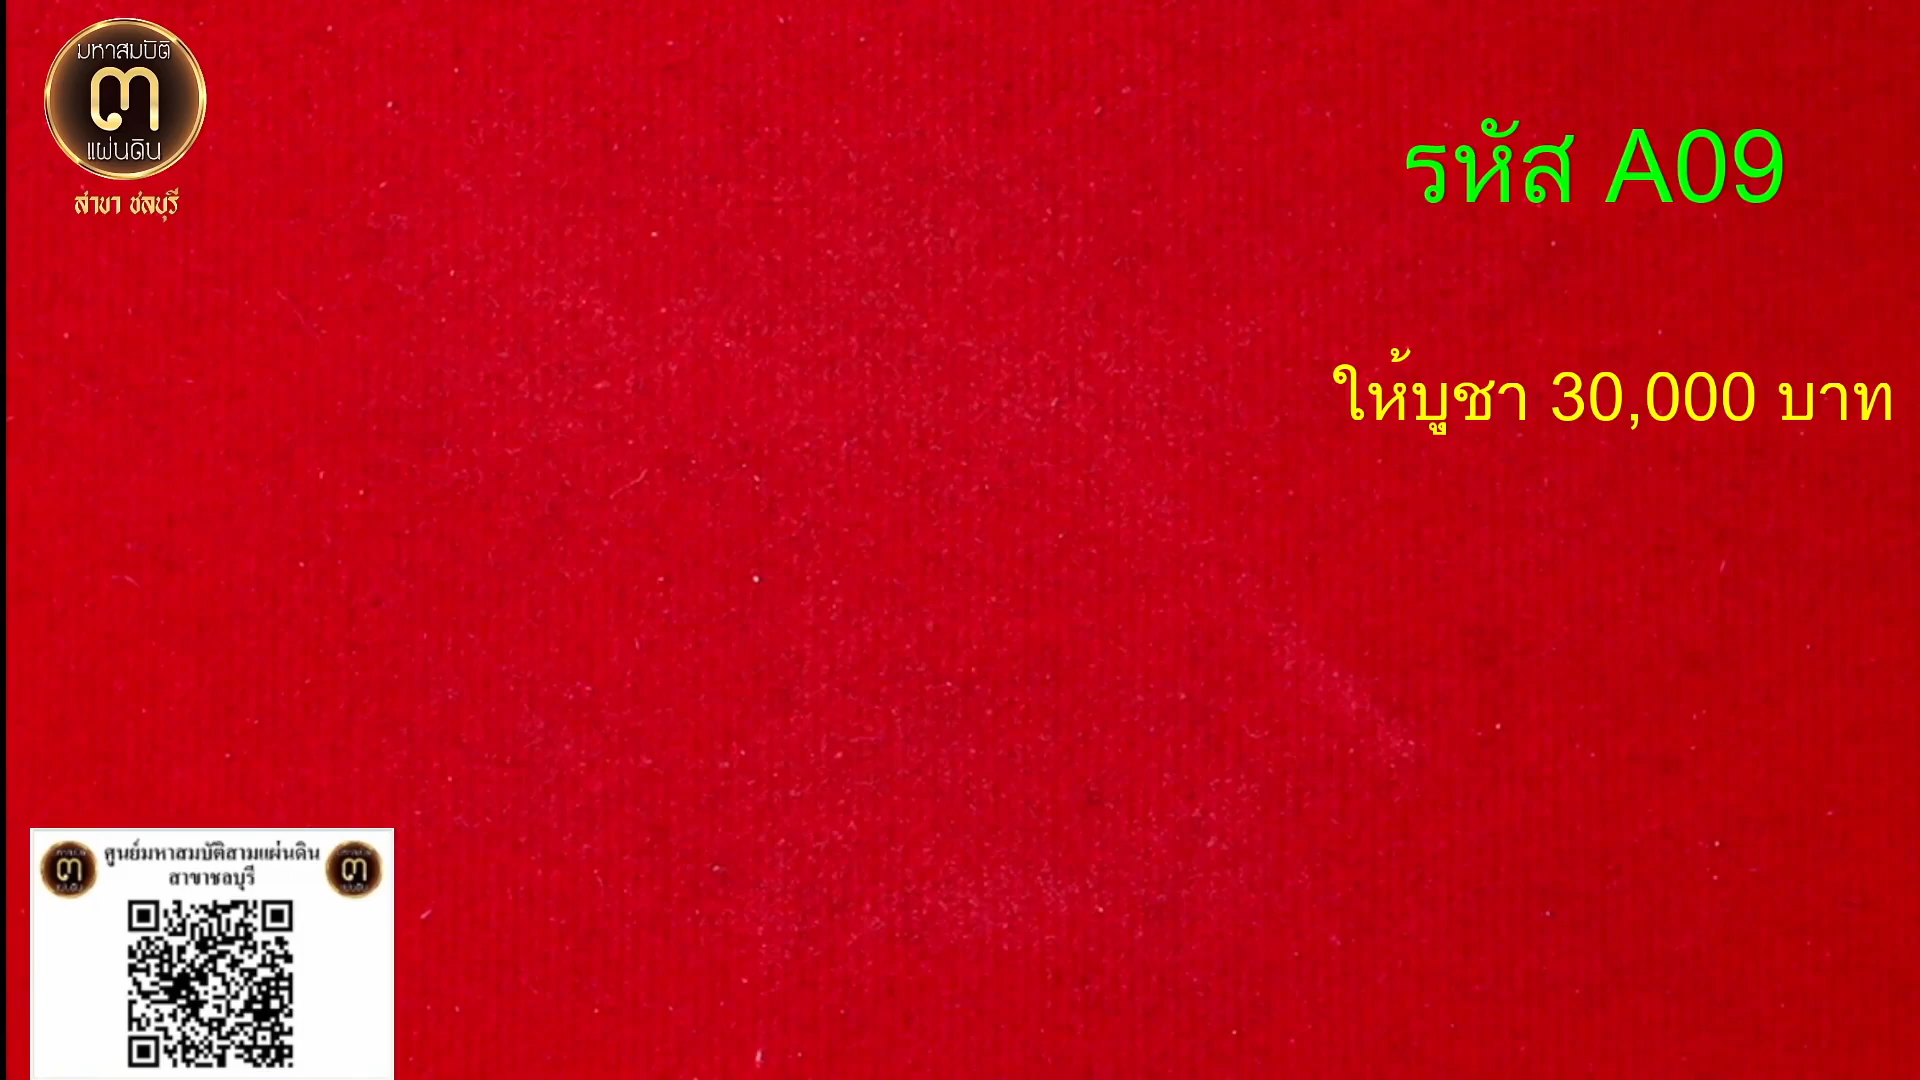 มหาสมบัติ
๓
แผ่นดิน
สาขา ชลบุรี
รหัส A09
ให้บูชา 30,000 บาท
ศูนย์มหาสมบัติสามแผ่นดิน
สาขาชลบุรี